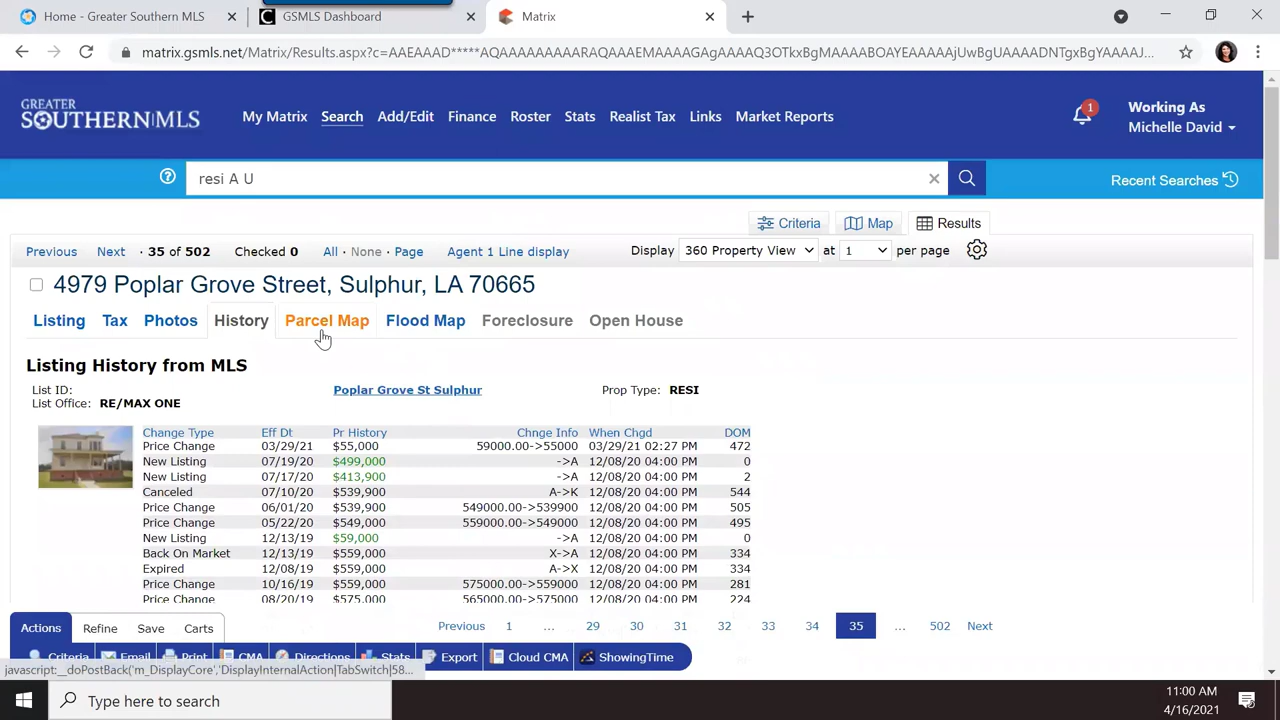 Home - Greater Southern MLS
GSMLS Dashboard
Matrix
matrix.gsmls.net/Matrix/Results.aspx?c=AAEAAAD*****AQAAAAAAAAARAQAAAEMAAAAGAgAAAAQ3OTkxBgMAAAABOAYEAAAAAjUwBgUAAAADNTgxBgYAAAAJ...
GREATER
SOUTHERN MLS
My Matrix Search Add/Edit Finance Roster Stats Realist Tax Links Market Reports
1
Working As
Michelle David
resi A U
Recent Searches
Criteria Map Results
Previous Next 35 of 502 Checked 0 All · None · Page Agent 1 Line display Display 360 Property View at 1 per page
4979 Poplar Grove Street, Sulphur, LA 70665
Listing Tax Photos History Parcel Map Flood Map Foreclosure Open House
Listing History from MLS
List ID: Poplar Grove St Sulphur Prop Type: RESI
List Office: RE/MAX ONE
Change Type Eff Dt Pr History Chnge Info When Chgd DOM
Price Change 03/29/21 $55,000 59000.00->55000 03/29/21 02:27 PM 472
New Listing 07/19/20 $499,000 ->A 12/08/20 04:00 PM 0
New Listing 07/17/20 $413,900 ->A 12/08/20 04:00 PM 2
Canceled 07/10/20 $539,900 A->K 12/08/20 04:00 PM 544
Price Change 06/01/20 $539,900 549000.00->539900 12/08/20 04:00 PM 505
Price Change 05/22/20 $549,000 559000.00->549000 12/08/20 04:00 PM 495
New Listing 12/13/19 $59,000 ->A 12/08/20 04:00 PM 0
Back On Market 12/13/19 $559,000 X->A 12/08/20 04:00 PM 334
Expired 12/08/19 $559,000 A->X 12/08/20 04:00 PM 334
Price Change 10/16/19 $559,000 575000.00->559000 12/08/20 04:00 PM 281
Price Change 08/20/19 $575,000 565000.00->575000 12/08/20 04:00 PM 224
Actions Refine Save Carts
Previous 1 ... 29 30 31 32 33 34 35 ... 502 Next
Criteria Email Print CMA Directions Stats Export Cloud CMA ShowingTime
javascript:__doPostBack('m_DisplayCore','DisplayInternalAction|TabSwitch|58...
Type here to search
11:00 AM
4/16/2021